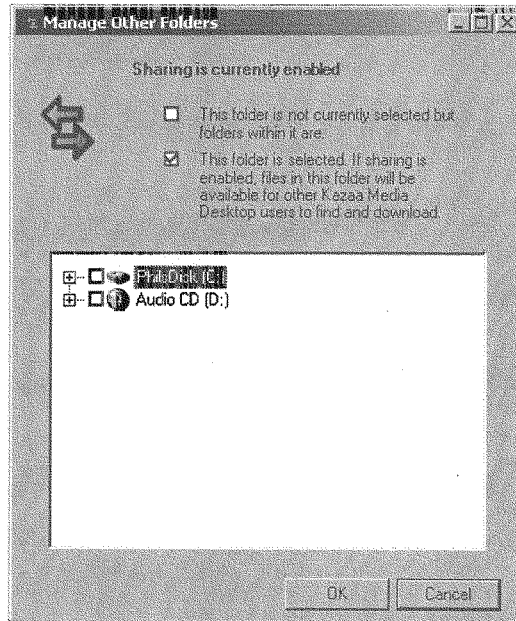 Manage Other Folders
Sharing is currently enabled
This folder is not currently selected but
folders within it are.
This folder is selected. If sharing is
enabled, files in this folder will be
available for other Kazaa Media
Desktop users to find and download.
(C:)
Audio CD (D:)
OK
Cancel